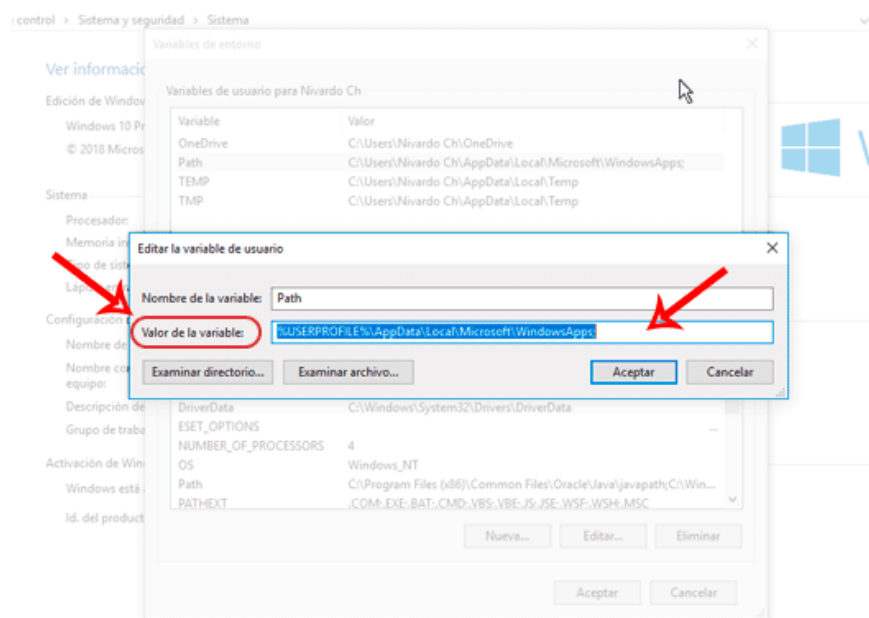 control > Sistema y seguridad > Sistema
Variables de entorno
Ver informació
Edición de Window
Windows 10 Pr
© 2018 Micros
Sistema
Procesador:
Memoria in
Tipo de siste
Configuración
Nombre de
Nombre co
equipo:
Descripción de
Grupo de traba
Activación de Win
Windows está
Id. del product
Variables de usuario para Nivardo Ch
Variable Valor
OneDrive C:\Users\Nivardo Ch\OneDrive
Path C:\Users\Nivardo Ch\AppData\Local\Microsoft\WindowsApps;
TEMP C:\Users\Nivardo Ch\AppData\Local\Temp
TMP C:\Users\Nivardo Ch\AppData\Local\Temp
Editar la variable de usuario
Nombre de la variable: Path
Valor de la variable: %USERPROFILE%\AppData\Local\Microsoft\WindowsApps;
Examinar directorio... Examinar archivo... Aceptar Cancelar
DriverData C:\Windows\System32\Drivers\DriverData
ESET_OPTIONS ...
NUMBER_OF_PROCESSORS 4
OS Windows_NT
Path C:\Program Files (x86)\Common Files\Oracle\Java\javapath;C:\Win...
PATHEXT .COM;.EXE;.BAT;.CMD;.VBS;.VBE;.JS;.JSE;.WSF;.WSH;.MSC
Nueva... Editar... Eliminar
Aceptar Cancelar